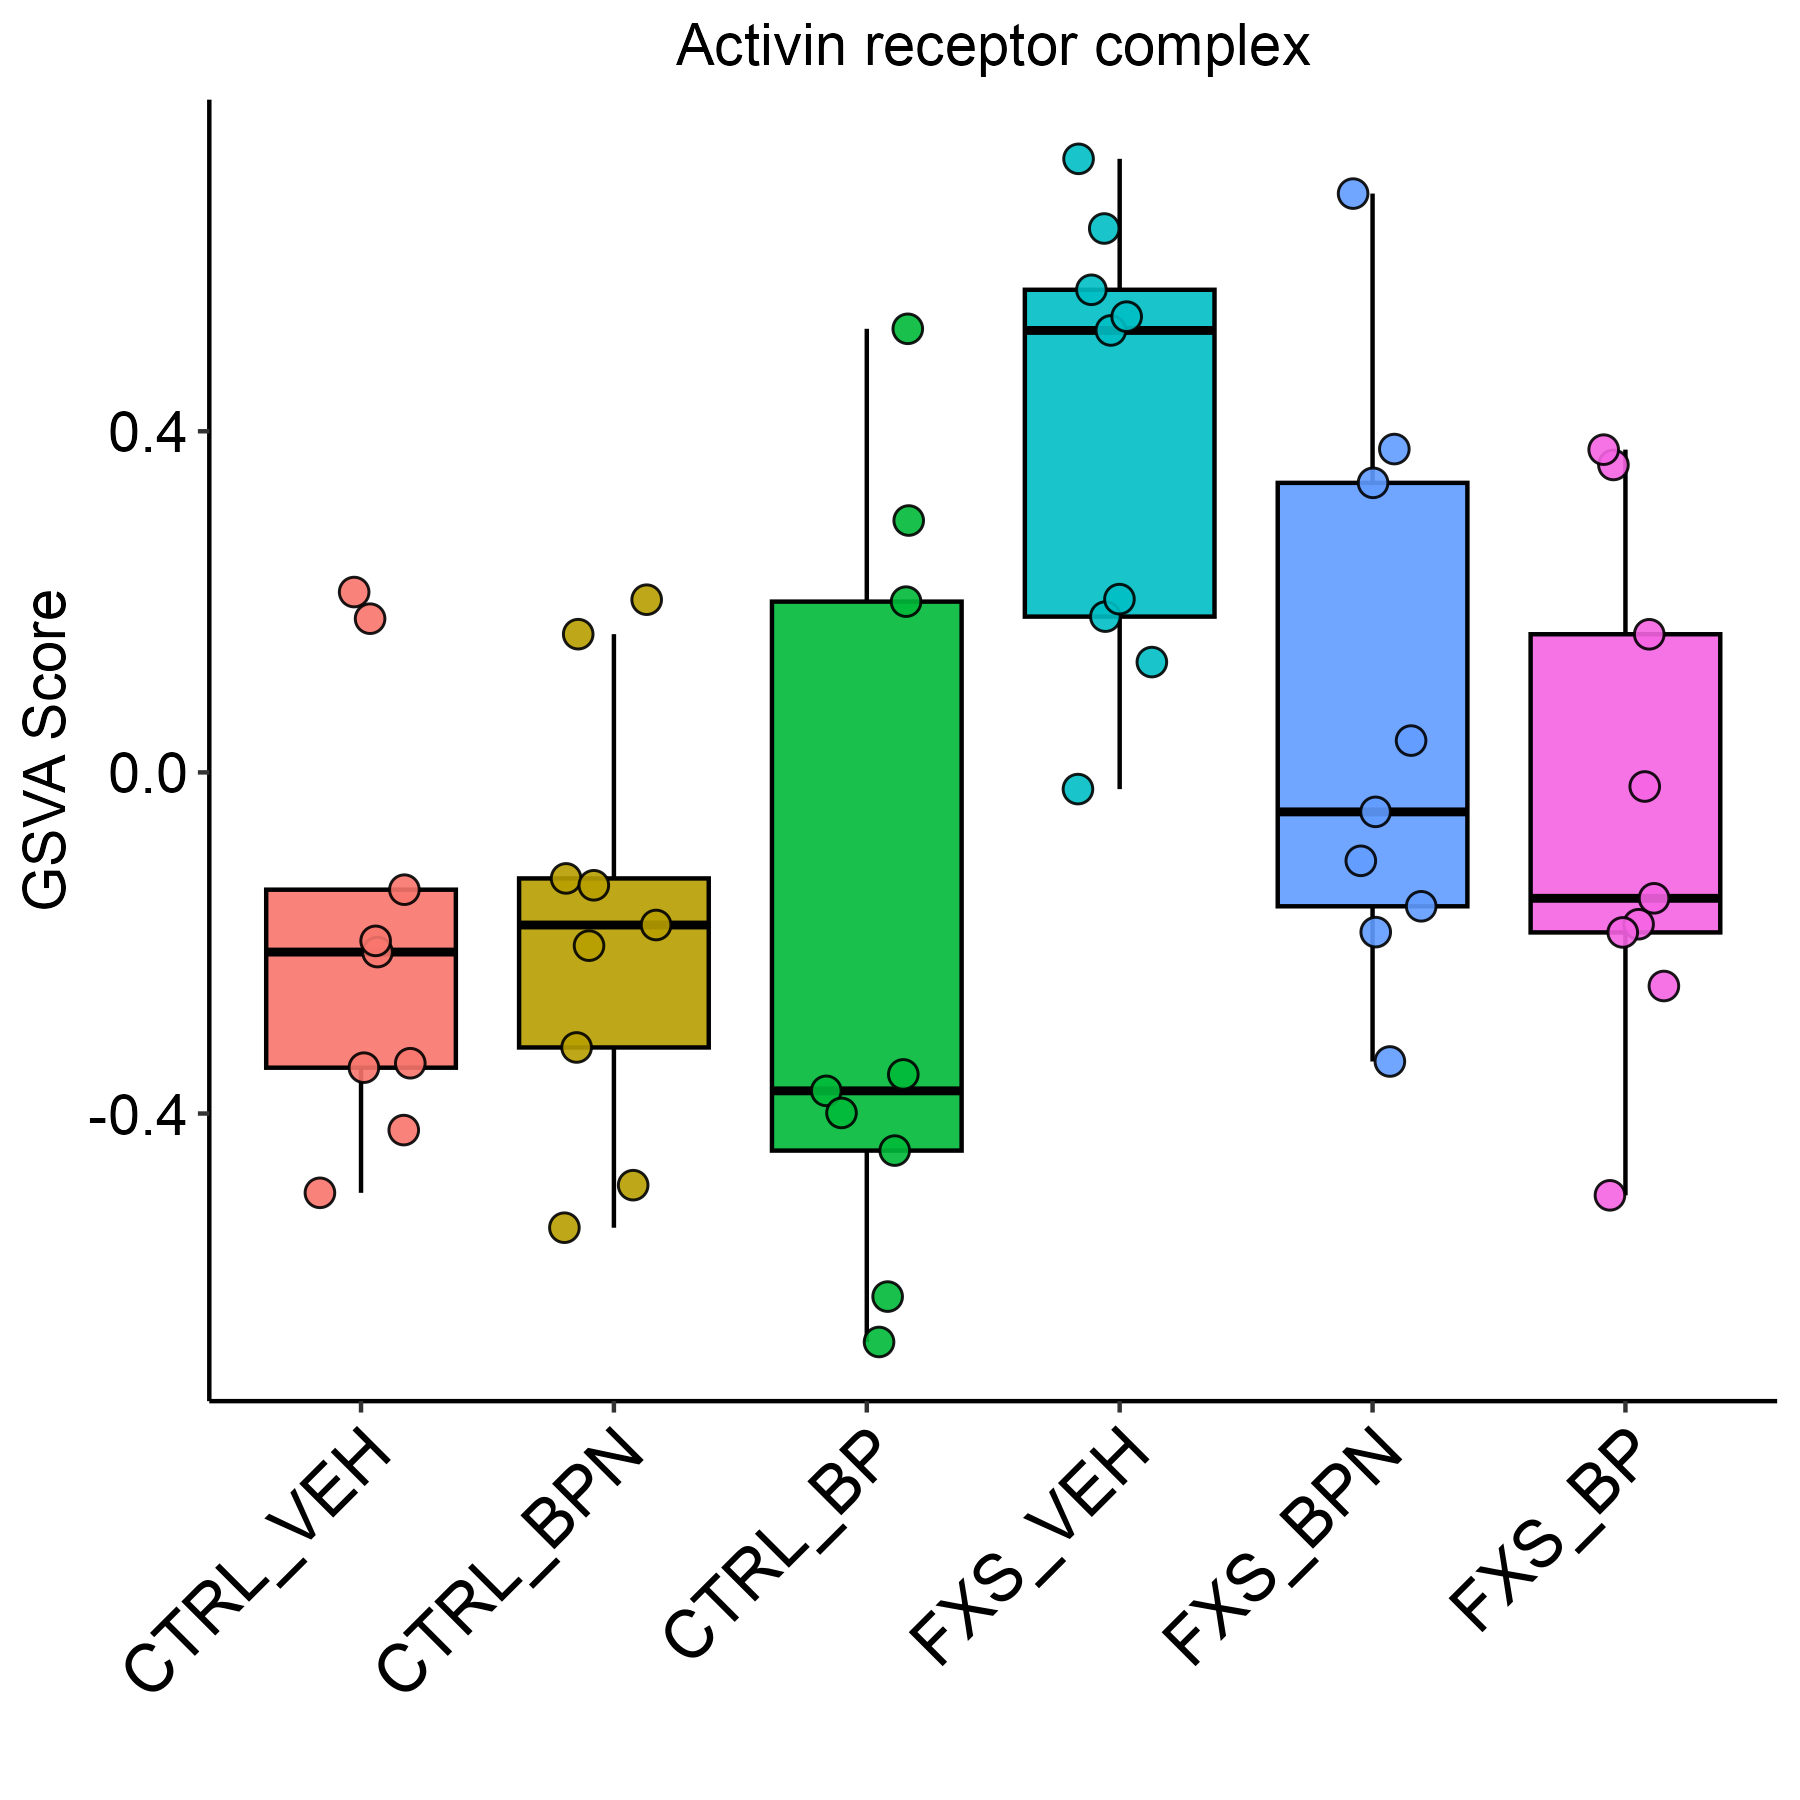 Activin receptor complex
GSVA Score
0.4
0.0
-0.4
CTRL_VEH
CTRL_BPN
CTRL_BP
FXS_VEH
FXS_BPN
FXS_BP